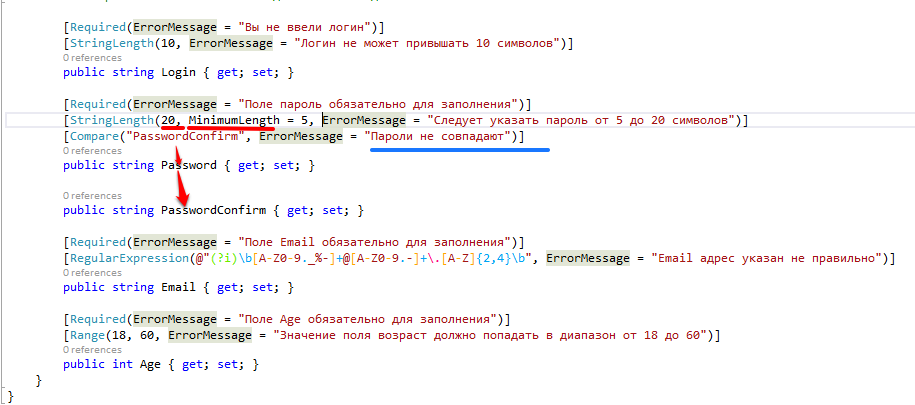 [Required(ErrorMessage = "Вы не ввели логин")]
[StringLength(10, ErrorMessage = "Логин не может привышать 10 символов")]
0 references
public string Login { get; set; }
[Required(ErrorMessage = "Поле пароль обязательно для заполнения")]
[StringLength(20, MinimumLength = 5, ErrorMessage = "Следует указать пароль от 5 до 20 символов")]
[Compare("PasswordConfirm", ErrorMessage = "Пароли не совпадают")]
0 references
public string Password { get; set; }
0 references
public string PasswordConfirm { get; set; }
[Required(ErrorMessage = "Поле Email обязательно для заполнения")]
[RegularExpression(@"(?i)\b[A-Z0-9._%-]+@[A-Z0-9.-]+\.[A-Z]{2,4}\b", ErrorMessage = "Email адрес указан не правильно")]
0 references
public string Email { get; set; }
[Required(ErrorMessage = "Поле Age обязательно для заполнения")]
[Range(18, 60, ErrorMessage = "Значение поля возраст должно попадать в диапазон от 18 до 60")]
0 references
public int Age { get; set; }
}
}